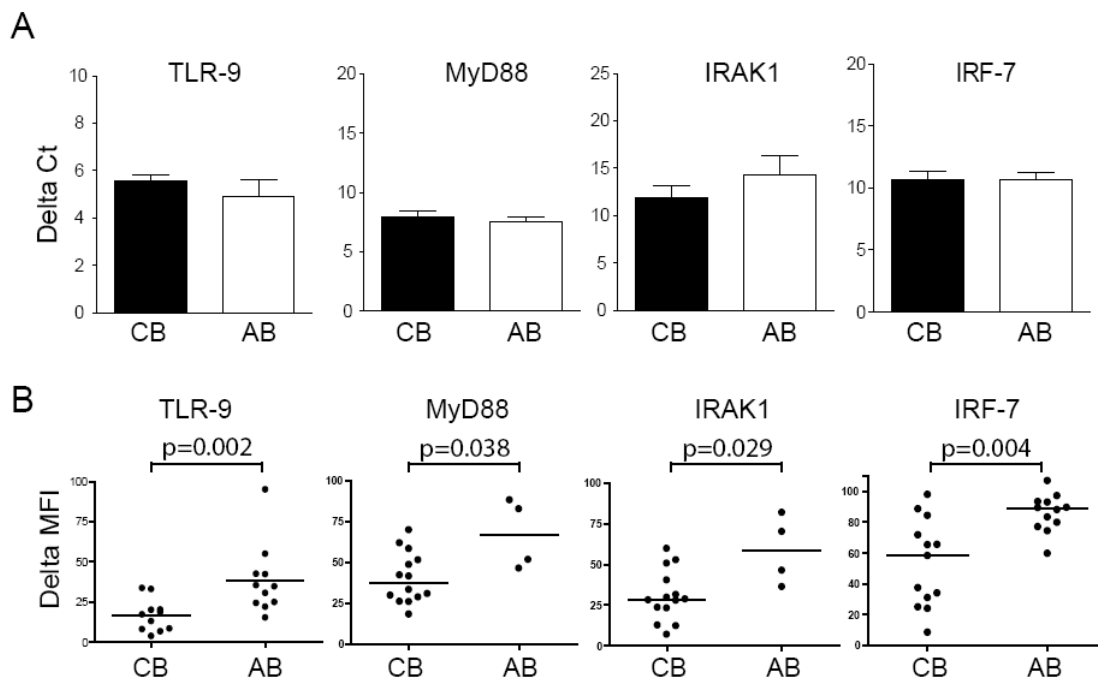 A
TLR-9 MyD88 IRAK1 IRF-7
Delta Ct
10 8 6 4 2 0
20 15 10 5 0
25 20 15 10 5 0
20 15 10 5 0
CB AB CB AB CB AB CB AB
B
TLR-9 MyD88 IRAK1 IRF-7
p=0.002 p=0.038 p=0.029 p=0.004
Delta MFI
100 75 50 25 0
100 75 50 25 0
100 75 50 25 0
100 80 60 40 20 0
CB AB CB AB CB AB CB AB